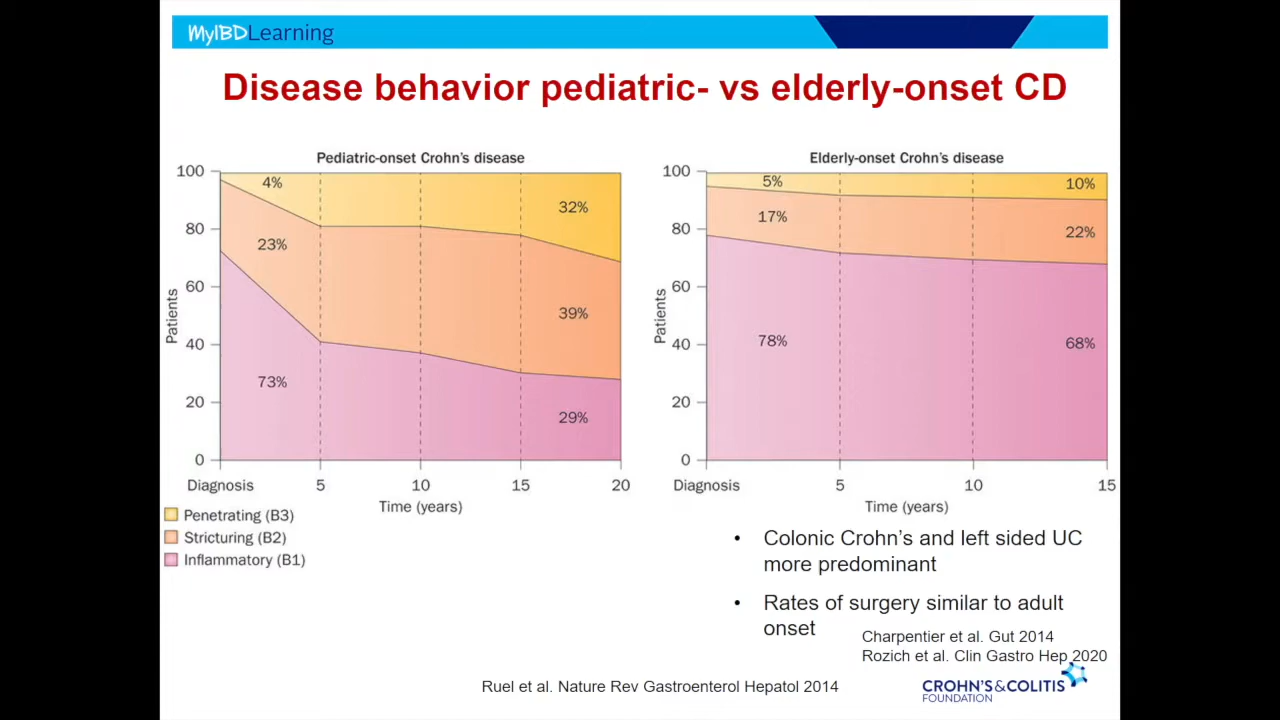 MyIBDLearning
Disease behavior pediatric- vs elderly-onset CD
Pediatric-onset Crohn's disease
100
80
60
40
20
0
Patients
4%
23%
73%
32%
39%
29%
Diagnosis 5 10 15 20
Time (years)
Penetrating (B3)
Stricturing (B2)
Inflammatory (B1)
Elderly-onset Crohn's disease
100
80
60
40
20
0
Patients
5%
17%
78%
10%
22%
68%
Diagnosis 5 10 15
Time (years)
• Colonic Crohn's and left sided UC
more predominant
• Rates of surgery similar to adult
onset
Charpentier et al. Gut 2014
Rozich et al. Clin Gastro Hep 2020
Ruel et al. Nature Rev Gastroenterol Hepatol 2014
CROHN'S&COLITIS
FOUNDATION